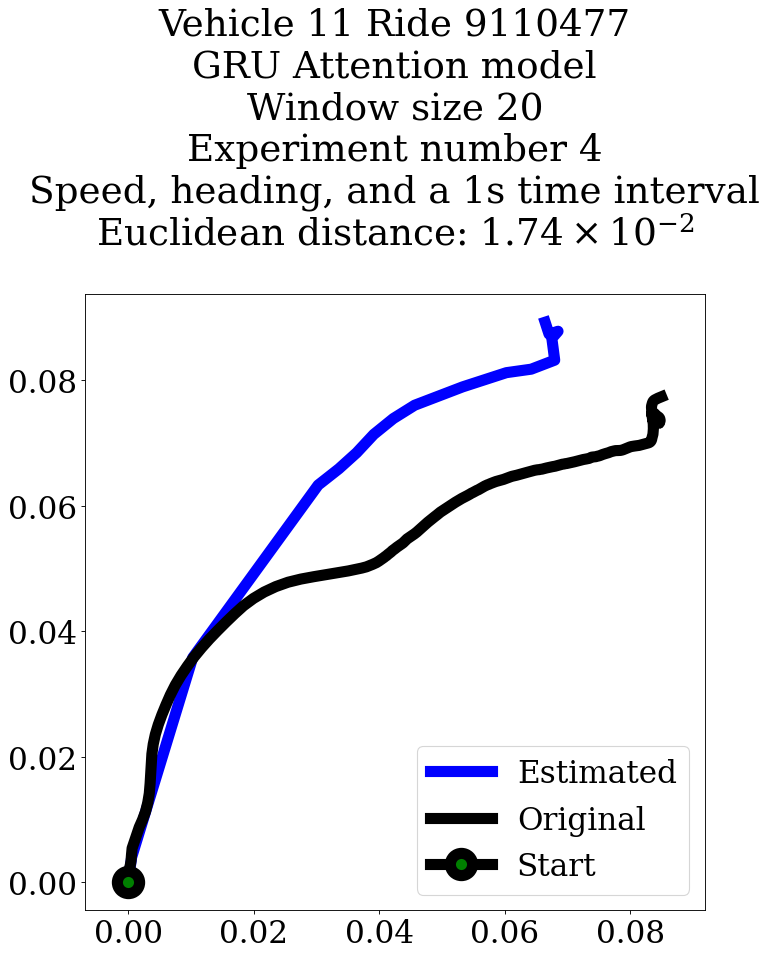 Vehicle 11 Ride 9110477
GRU Attention model
Window size 20
Experiment number 4
Speed, heading, and a 1s time interval
Euclidean distance: 1.74 × 10⁻²
0.08
0.06
0.04
0.02
0.00
Estimated
Original
Start
0.00 0.02 0.04 0.06 0.08